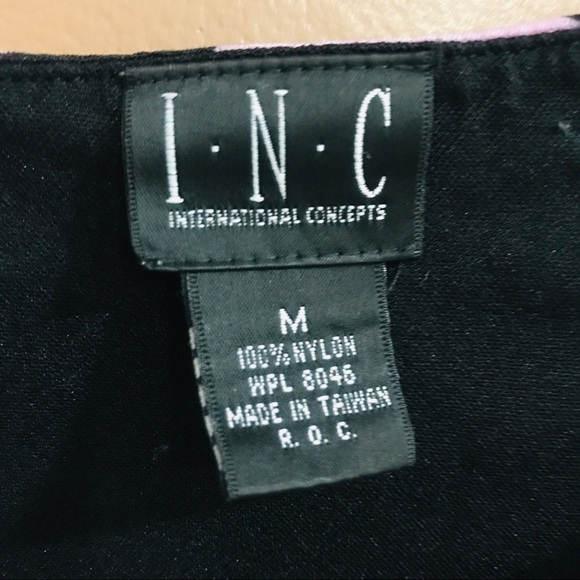 I·N·C
INTERNATIONAL CONCEPTS
M
100% NYLON
WPL 8046
MADE IN TAIWAN
R. O. C.